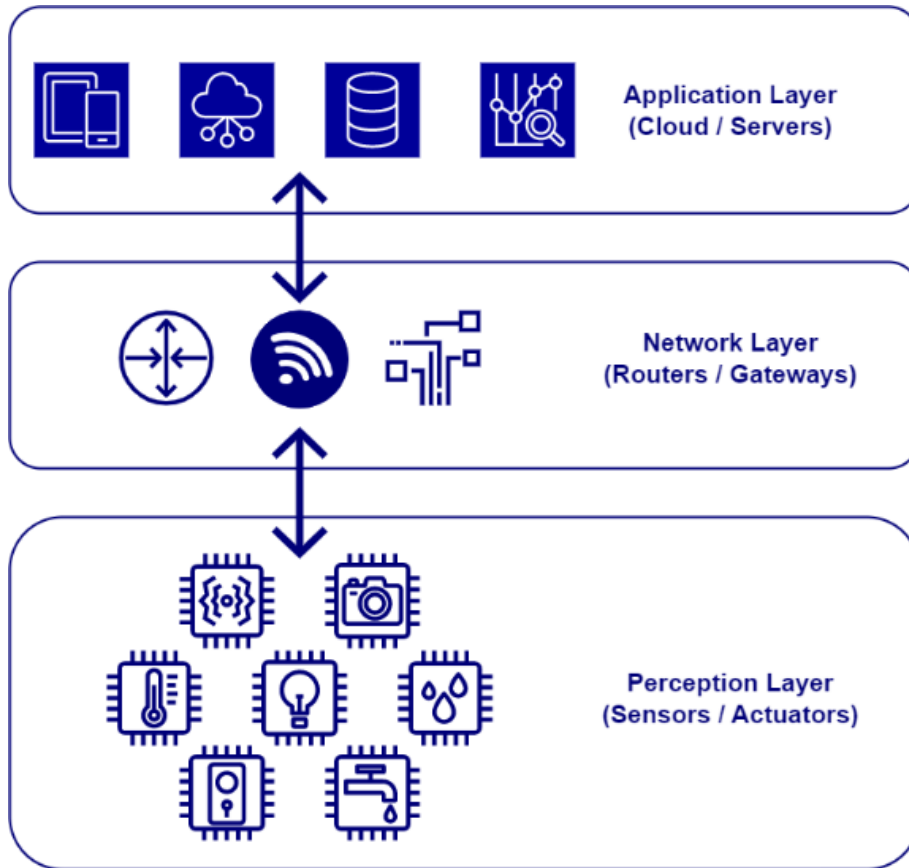 Application Layer
(Cloud / Servers)
Network Layer
(Routers / Gateways)
Perception Layer
(Sensors / Actuators)